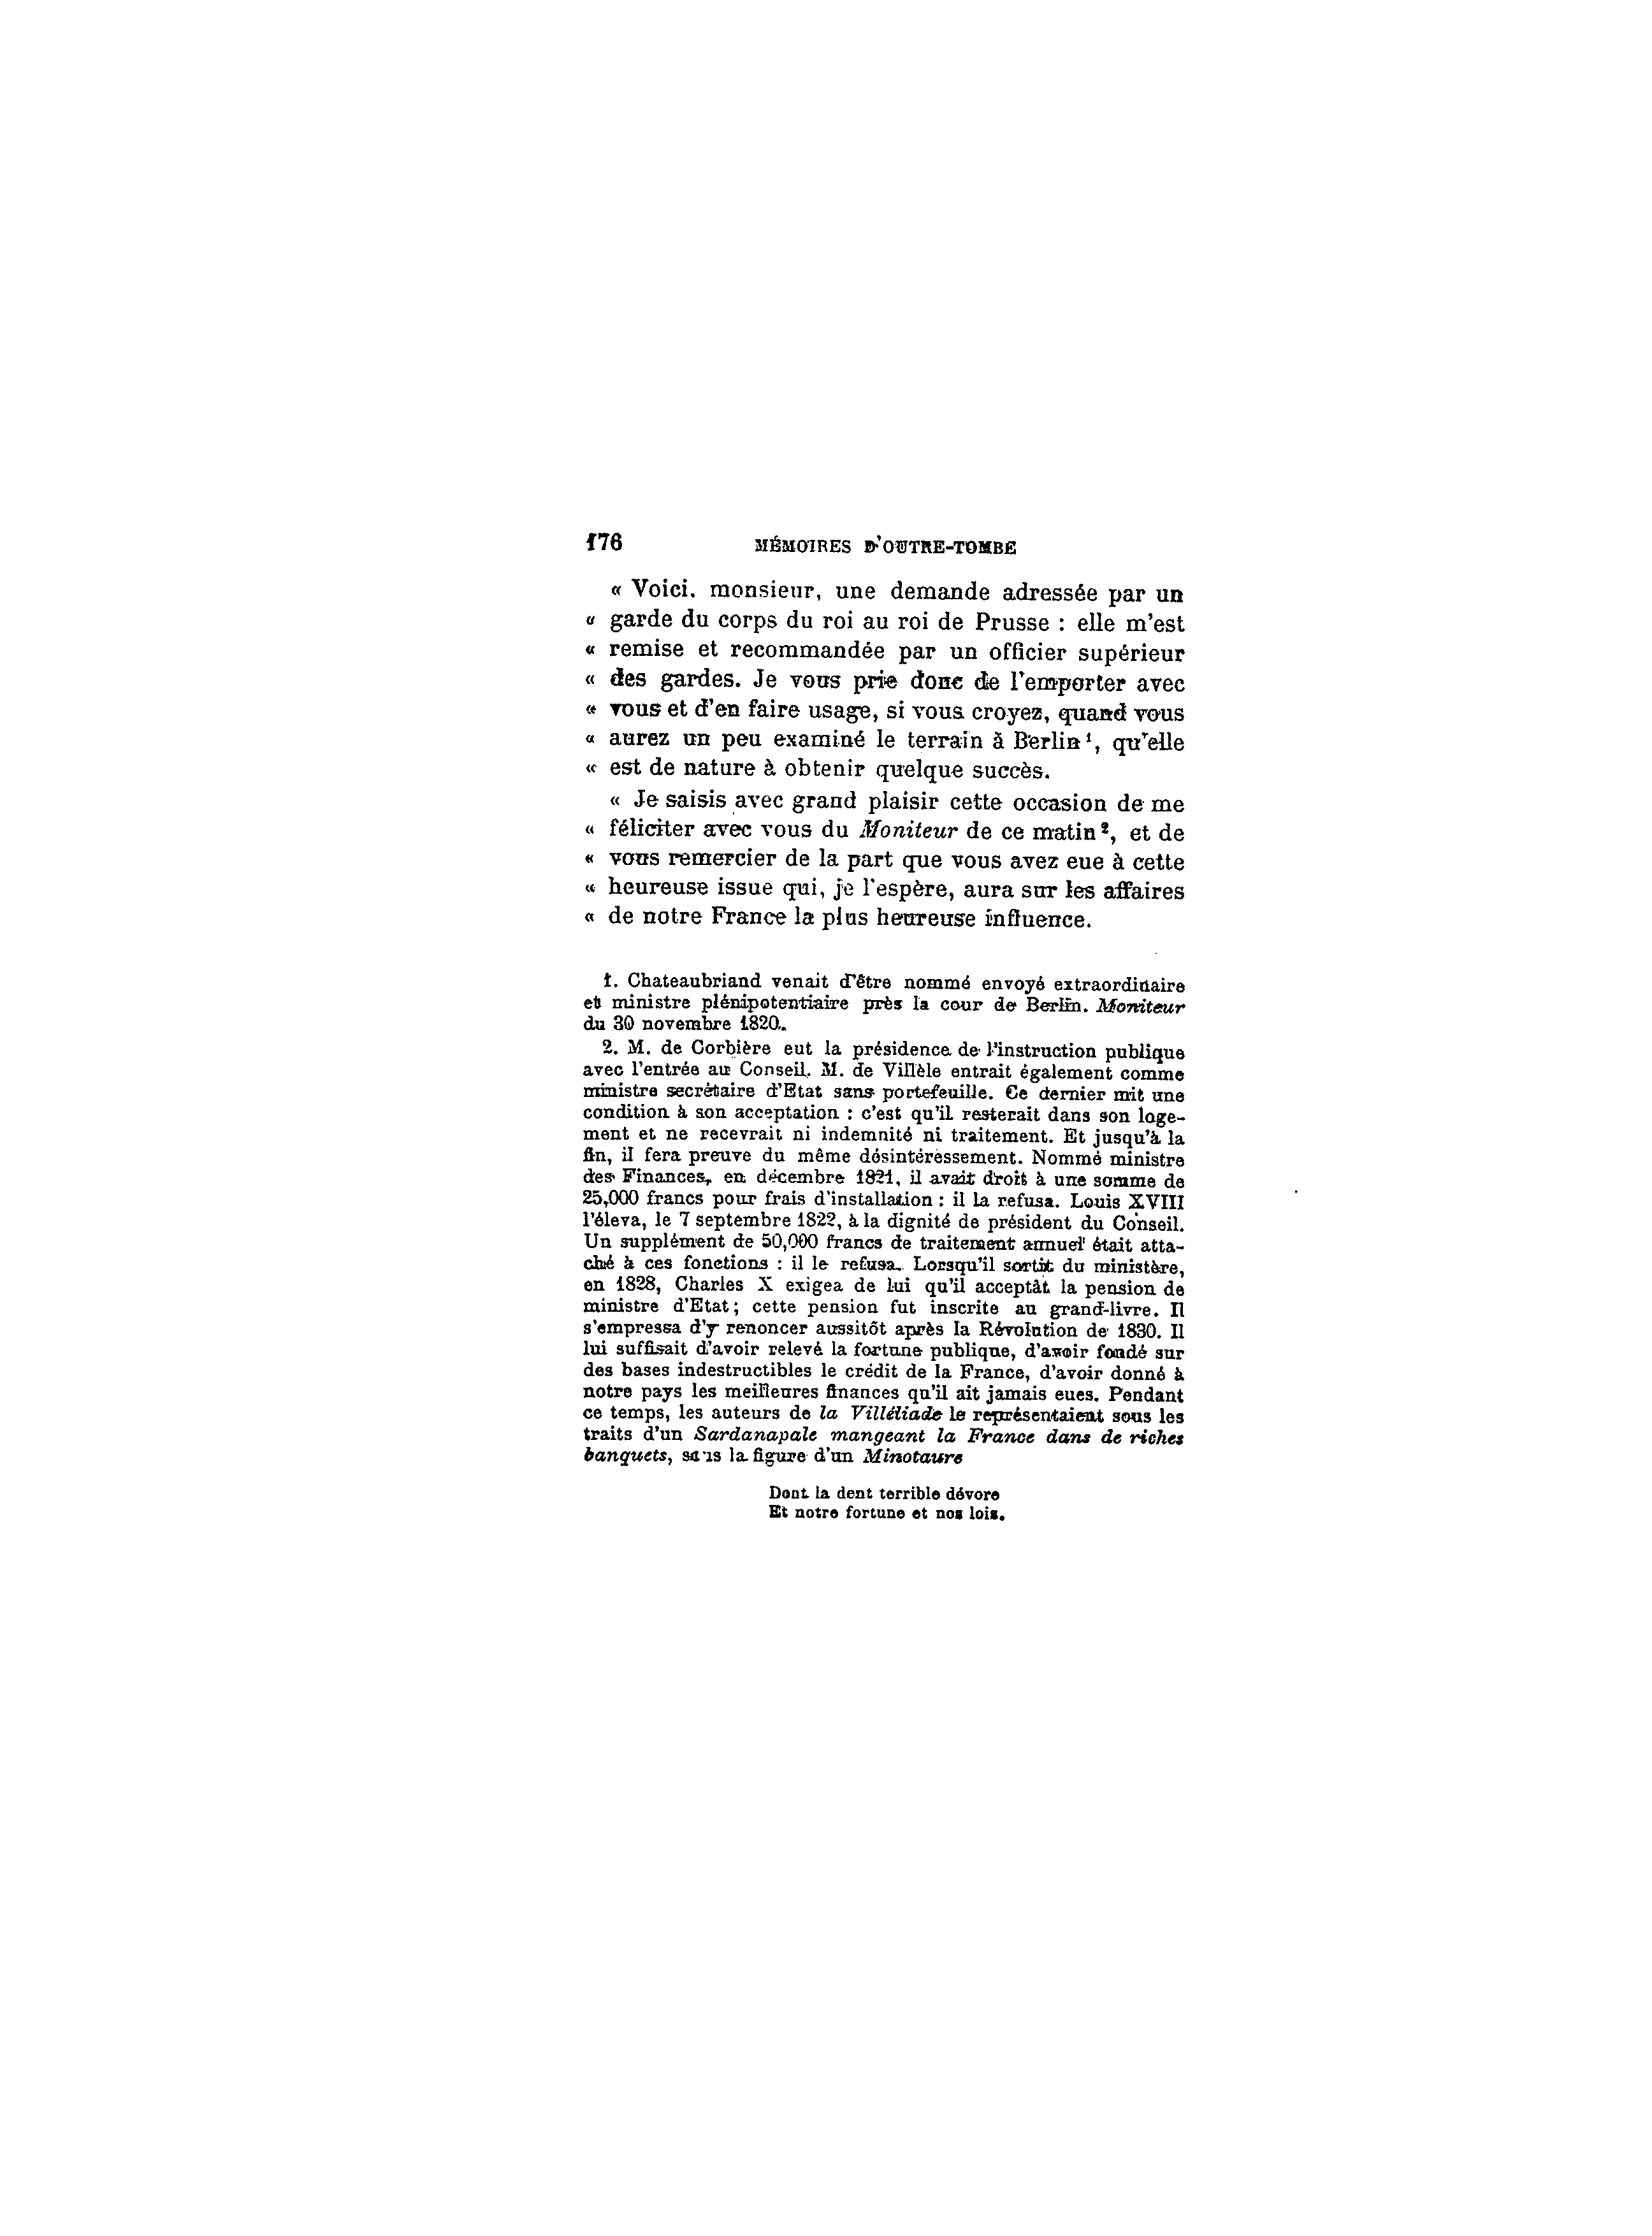 176 MÉMOIRES D'OUTRE-TOMBE
« Voici. monsieur, une demande adressée par un
« garde du corps du roi au roi de Prusse : elle m'est
« remise et recommandée par un officier supérieur
« des gardes. Je vous prie donc de l'emporter avec
« vous et d'en faire usage, si vous croyez, quand vous
« aurez un peu examiné le terrain à Berlin¹, qu'elle
« est de nature à obtenir quelque succès.
« Je saisis avec grand plaisir cette occasion de me
« féliciter avec vous du Moniteur de ce matin², et de
« vous remercier de la part que vous avez eue à cette
« heureuse issue qui, je l'espère, aura sur les affaires
« de notre France la plus heureuse influence.
1. Chateaubriand venait d'être nommé envoyé extraordinaire
et ministre plénipotentiaire près la cour de Berlin. Moniteur
du 30 novembre 1820.
2. M. de Corbière eut la présidence de l'instruction publique
avec l'entrée au Conseil. M. de Villèle entrait également comme
ministre secrétaire d'Etat sans portefeuille. Ce dernier mit une
condition à son acceptation : c'est qu'il resterait dans son loge-
ment et ne recevrait ni indemnité ni traitement. Et jusqu'à la
fin, il fera preuve du même désintéressement. Nommé ministre
des Finances, en décembre 1821, il avait droit à une somme de
25,000 francs pour frais d'installation : il la refusa. Louis XVIII
l'éleva, le 7 septembre 1822, à la dignité de président du Conseil.
Un supplément de 50,000 francs de traitement annuel était atta-
ché à ces fonctions : il le refusa. Lorsqu'il sortit du ministère,
en 1828, Charles X exigea de lui qu'il acceptât la pension de
ministre d'Etat ; cette pension fut inscrite au grand-livre. Il
s'empressa d'y renoncer aussitôt après la Révolution de 1830. Il
lui suffisait d'avoir relevé la fortune publique, d'avoir fondé sur
des bases indestructibles le crédit de la France, d'avoir donné à
notre pays les meilleures finances qu'il ait jamais eues. Pendant
ce temps, les auteurs de la Villéliade le représentaient sous les
traits d'un Sardanapale mangeant la France dans de riches
banquets, sous la figure d'un Minotaure
Dont la dent terrible dévore
Et notre fortune et nos lois.